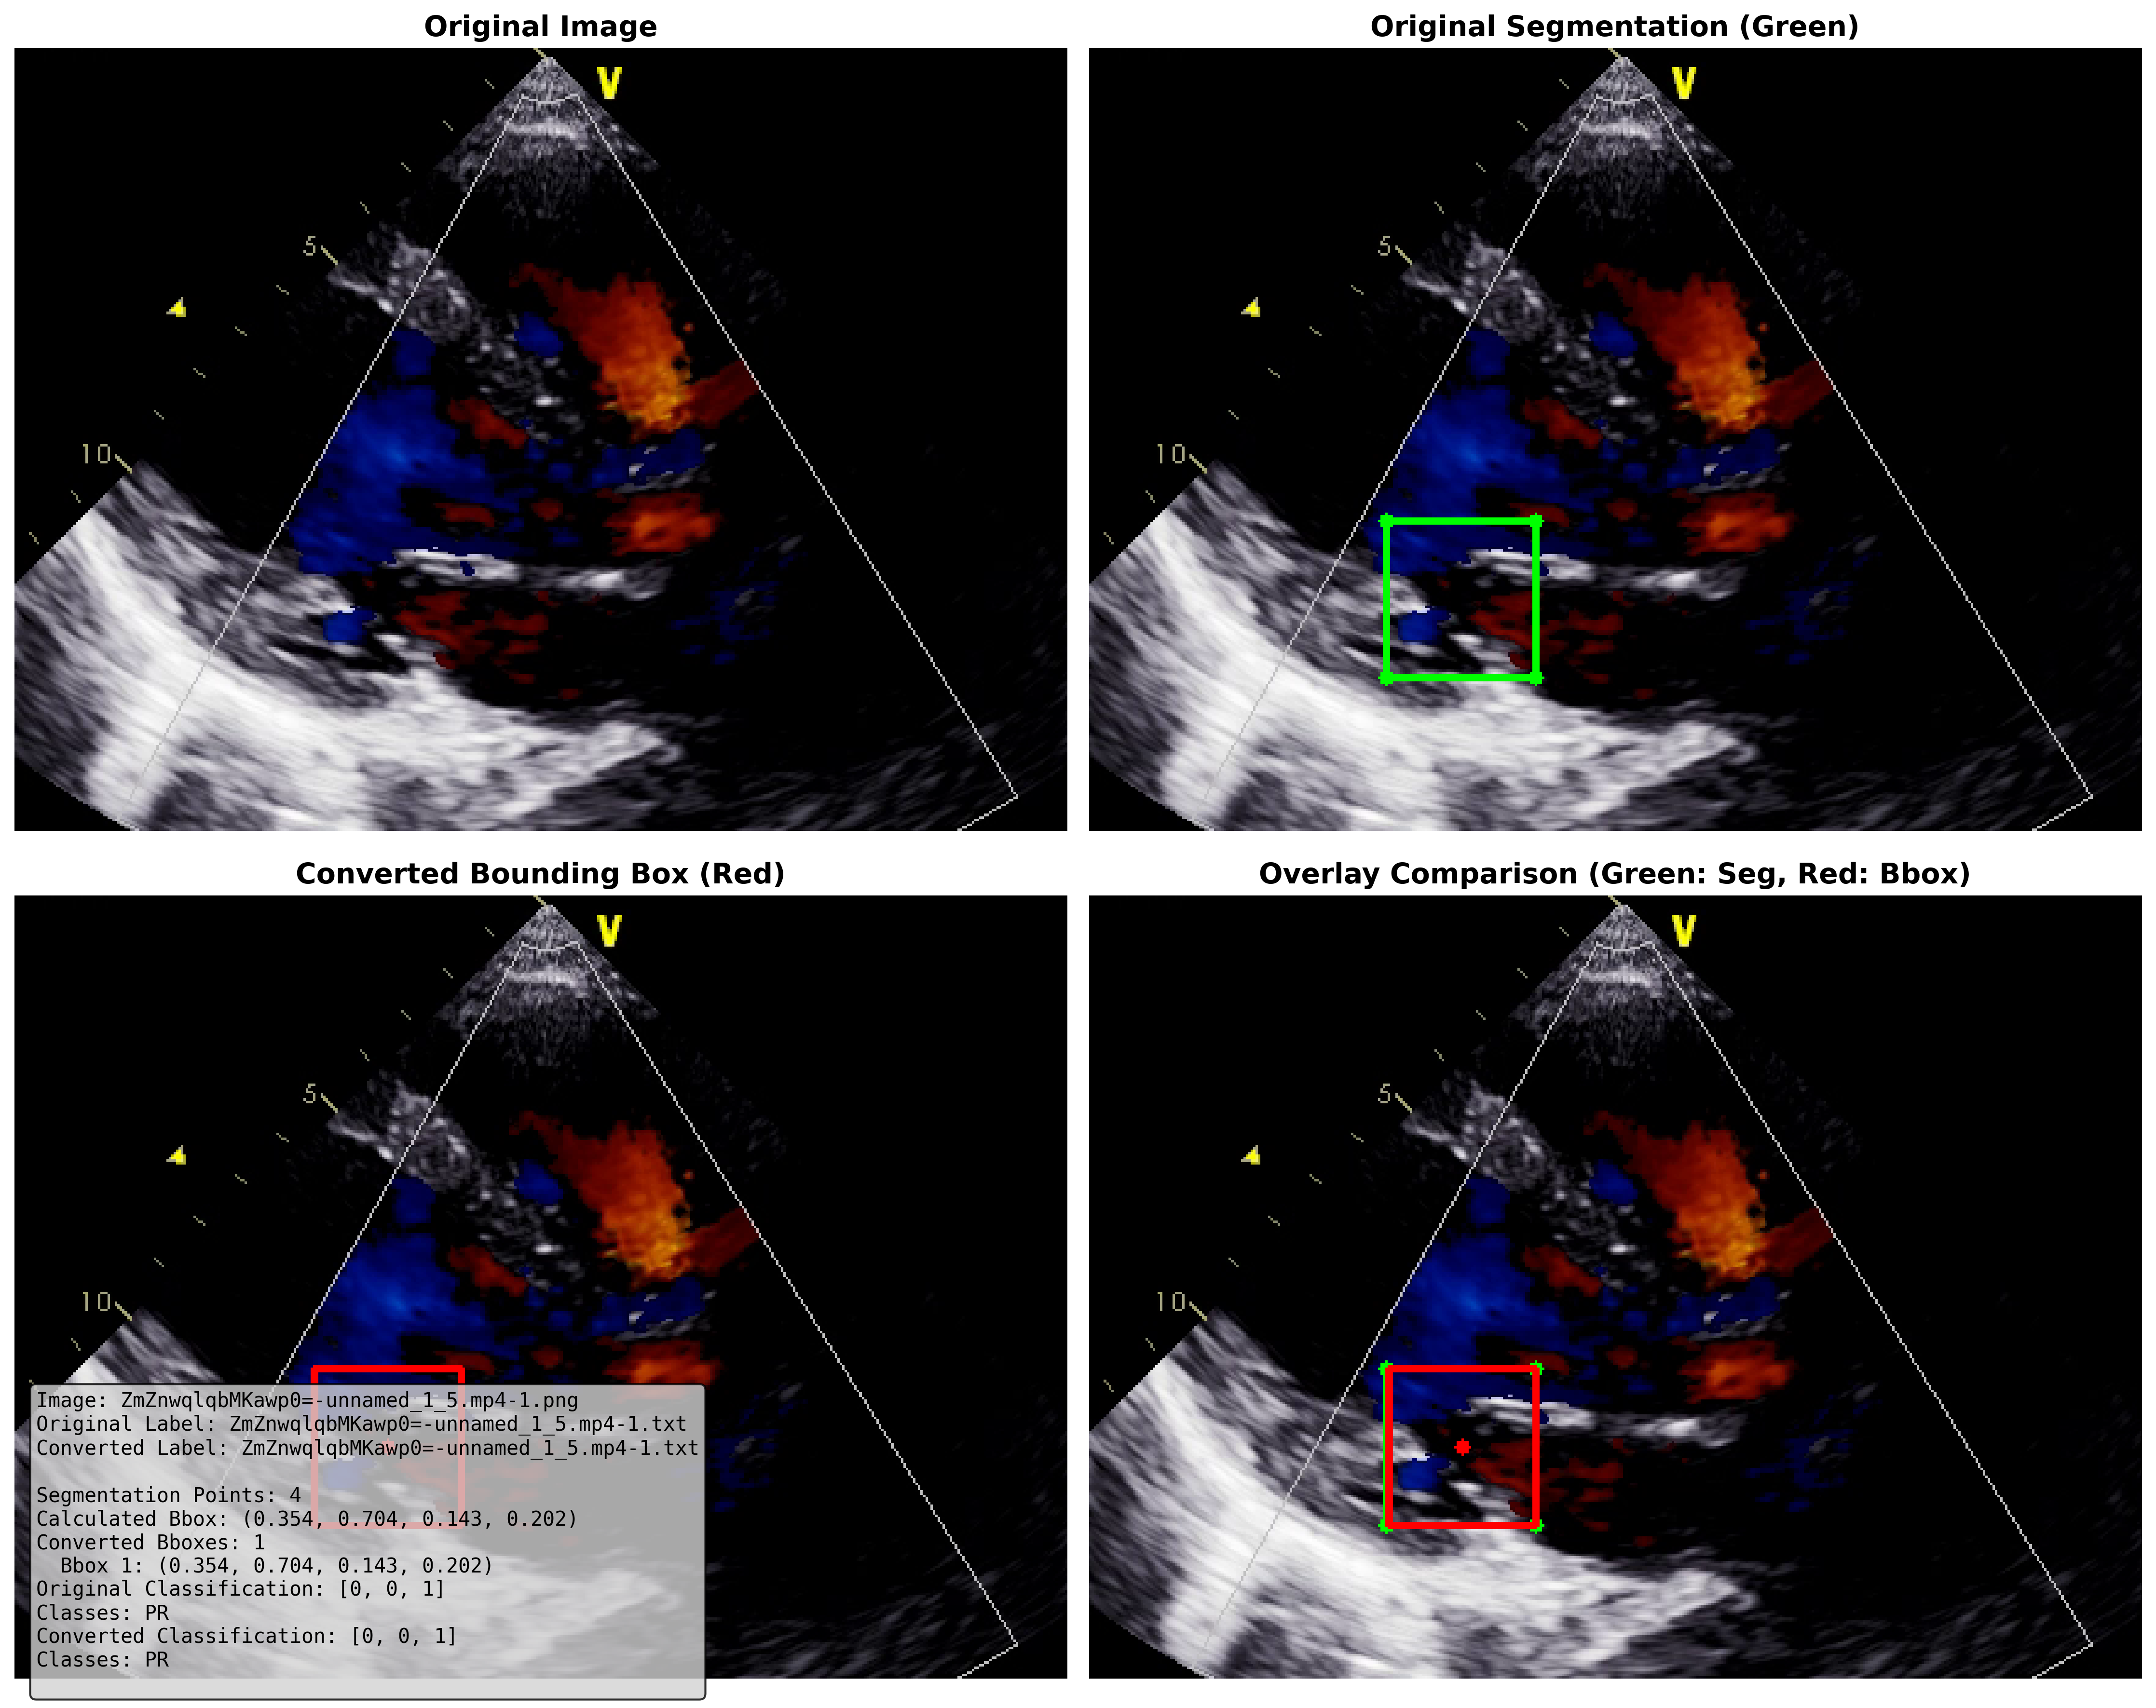 Original Image
Original Segmentation (Green)
V
5
10
V
5
10
Converted Bounding Box (Red)
Overlay Comparison (Green: Seg, Red: Bbox)
V
5
10
V
5
10
Image: ZmZnwqlqbMKawp0=-unnamed_1_5.mp4-1.png
Original Label: ZmZnwqlqbMKawp0=-unnamed_1_5.mp4-1.txt
Converted Label: ZmZnwqlqbMKawp0=-unnamed_1_5.mp4-1.txt
Segmentation Points: 4
Calculated Bbox: (0.354, 0.704, 0.143, 0.202)
Converted Bboxes: 1
Bbox 1: (0.354, 0.704, 0.143, 0.202)
Original Classification: [0, 0, 1]
Classes: PR
Converted Classification: [0, 0, 1]
Classes: PR